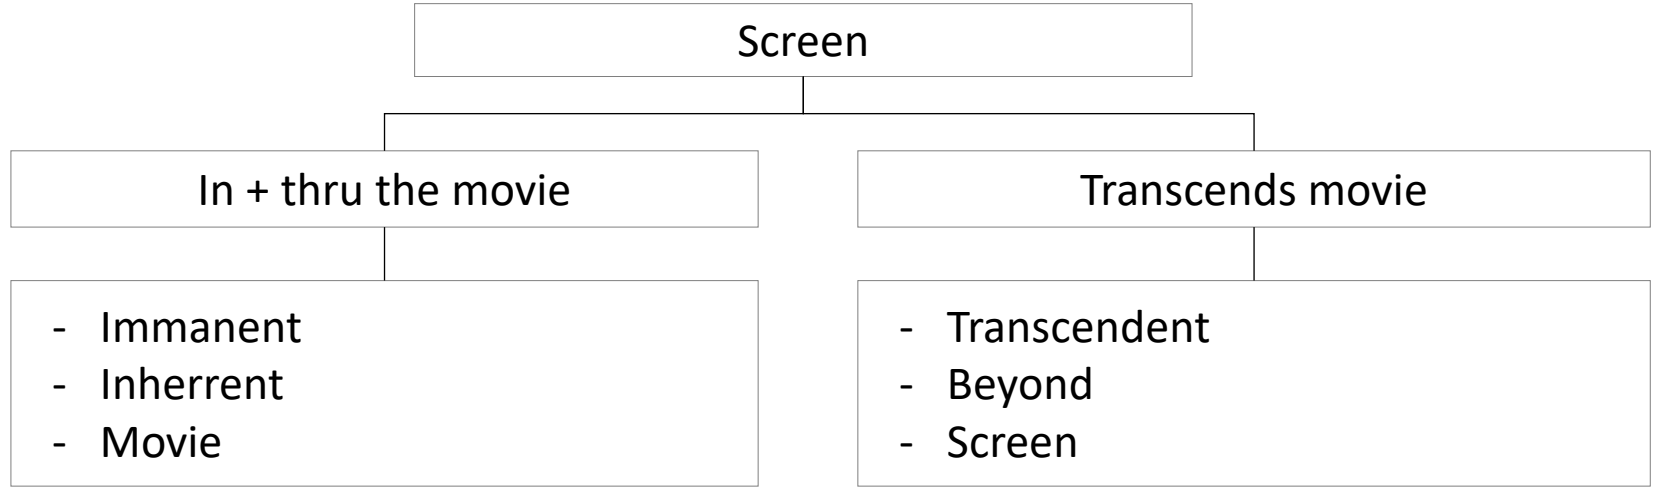 Screen
In + thru the movie
Transcends movie
- Immanent
- Inherrent
- Movie
- Transcendent
- Beyond
- Screen